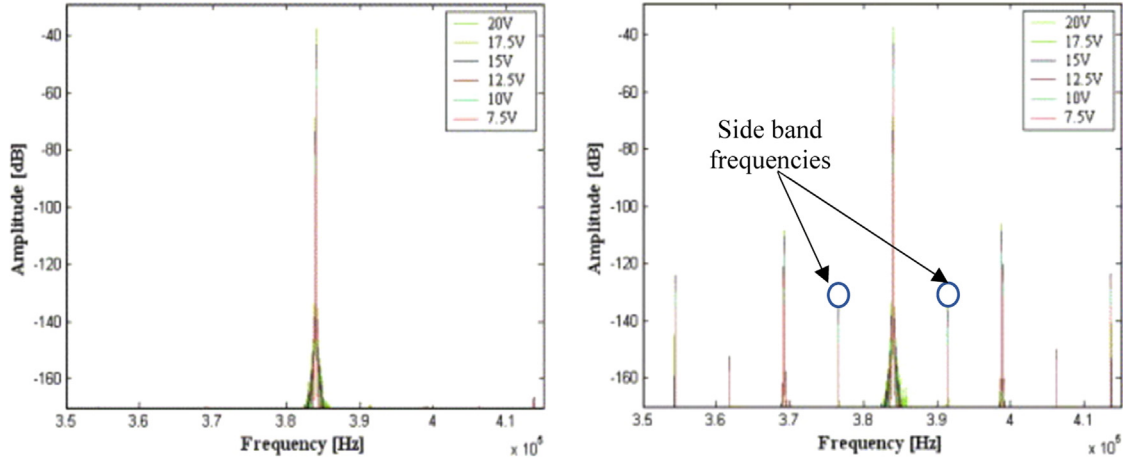 -40
-60
-80
-100
-120
-140
-160
Amplitude [dB]
20V
17.5V
15V
12.5V
10V
7.5V
3.5
3.6
3.7
3.8
3.9
4
4.1
× 10⁵
Frequency [Hz]
-40
-60
-80
-100
-120
-140
-160
Amplitude [dB]
20V
17.5V
15V
12.5V
10V
7.5V
Side band
frequencies
3.5
3.6
3.7
3.8
3.9
4
4.1
× 10⁵
Frequency [Hz]